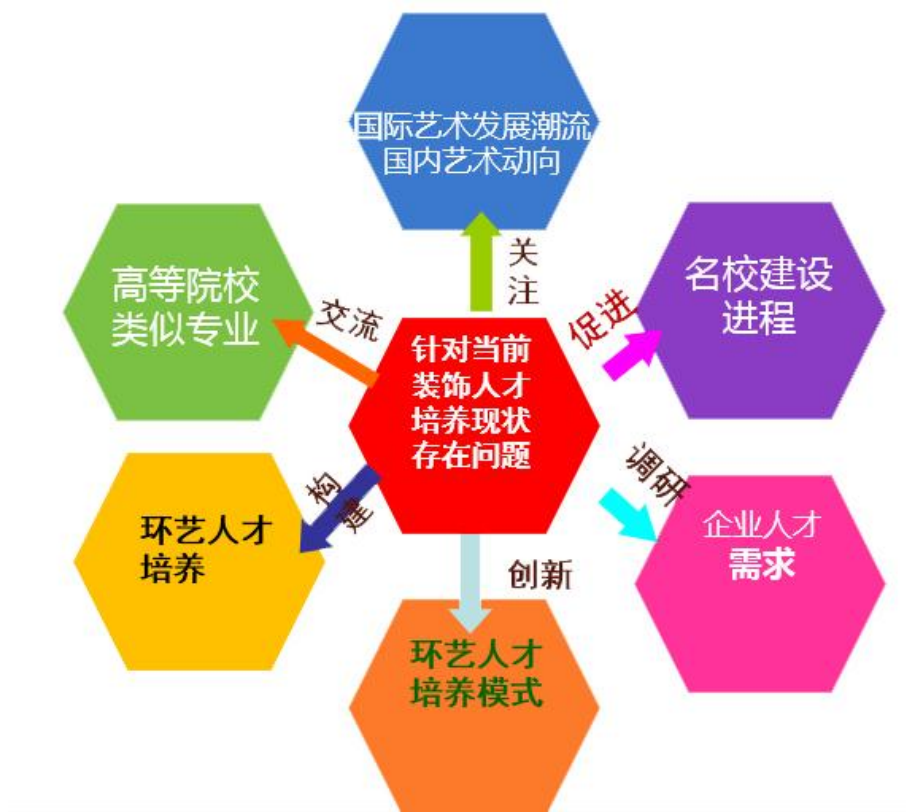 国际艺术发展潮流
国内艺术动向
关
注
高等院校
类似专业
交流
名校建设
进程
促进
针对当前
装饰人才
培养现状
存在问题
调研
企业人才
需求
构
建
环艺人才
培养
创新
环艺人才
培养模式